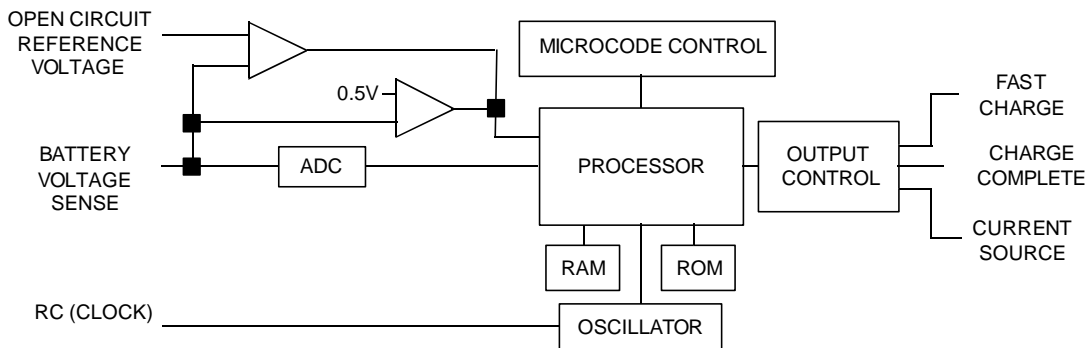 OPEN CIRCUIT
REFERENCE
VOLTAGE
MICROCODE CONTROL
0.5V
FAST
CHARGE
BATTERY
VOLTAGE
SENSE
ADC
PROCESSOR
OUTPUT
CONTROL
CHARGE
COMPLETE
CURRENT
SOURCE
RAM
ROM
RC (CLOCK)
OSCILLATOR